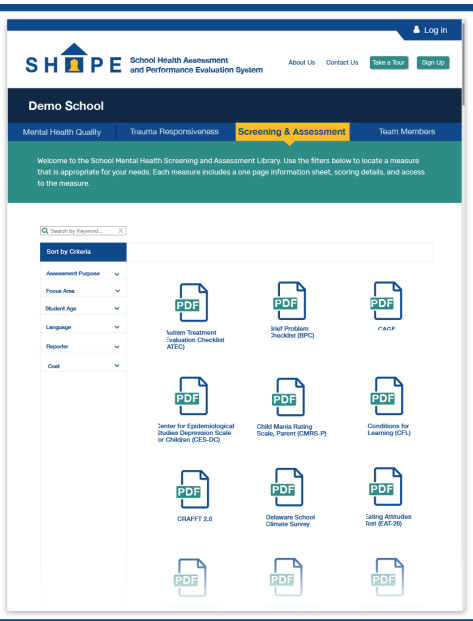 Log in
SHAPE School Health Assessment
and Performance Evaluation System
About Us Contact Us Take a Tour Sign Up
Demo School
Mental Health Quality Trauma Responsiveness Screening & Assessment Team Members
Welcome to the School Mental Health Screening and Assessment Library. Use the filters below to locate a measure
that is appropriate for your needs. Each measure includes a one page information sheet, scoring details, and access
to the measure.
Search by Keyword...
Sort by Criteria
Assessment Purpose
Focus Area
Student Age
Language
Reporter
Cost
PDF PDF PDF
Autism Treatment
Evaluation Checklist
(ATEC)
Brief Problem
Checklist (BPC)
CAGE
PDF PDF PDF
Center for Epidemiological
Studies Depression Scale
for Children (CES-DC)
Child Mania Rating
Scale, Parent (CMRS-P)
Conditions for
Learning (CFL)
PDF PDF PDF
CRAFFT 2.0
Delaware School
Climate Survey
Eating Attitudes
Test (EAT-26)
PDF PDF PDF